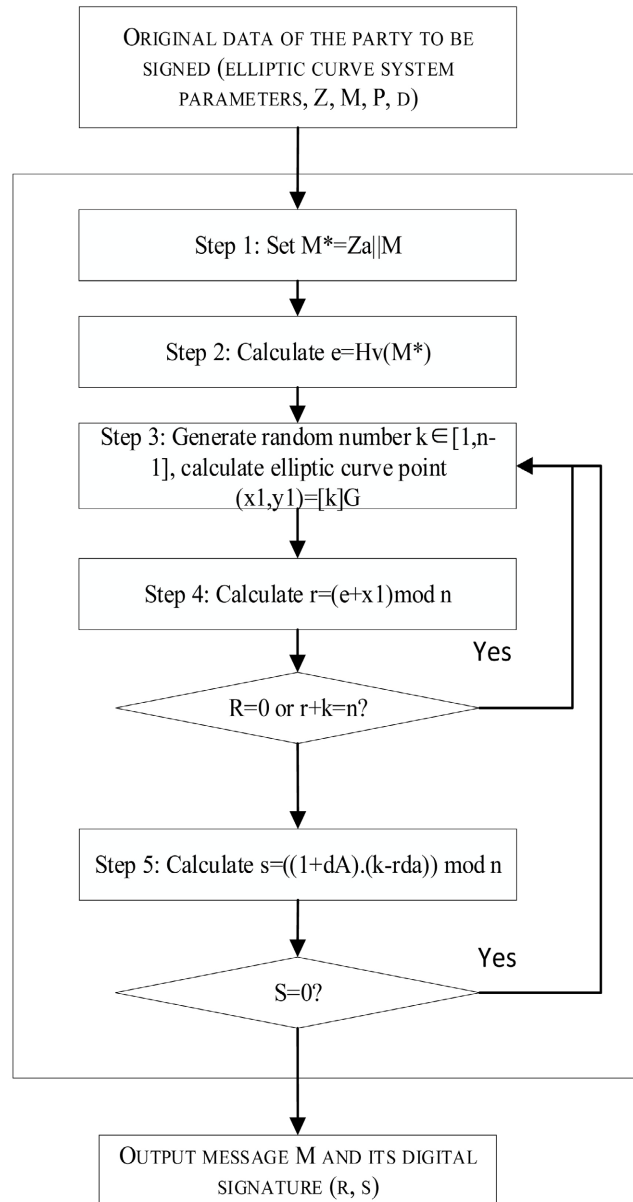 ORIGINAL DATA OF THE PARTY TO BE
SIGNED (ELLIPTIC CURVE SYSTEM
PARAMETERS, Z, M, P, D)
Step 1: Set M*=Za||M
Step 2: Calculate e=Hv(M*)
Step 3: Generate random number k∈[1,n-
1], calculate elliptic curve point
(x1,y1)=[k]G
Step 4: Calculate r=(e+x1)mod n
Yes
R=0 or r+k=n?
Step 5: Calculate s=((1+dA).(k-rda)) mod n
Yes
S=0?
OUTPUT MESSAGE M AND ITS DIGITAL
SIGNATURE (R, S)